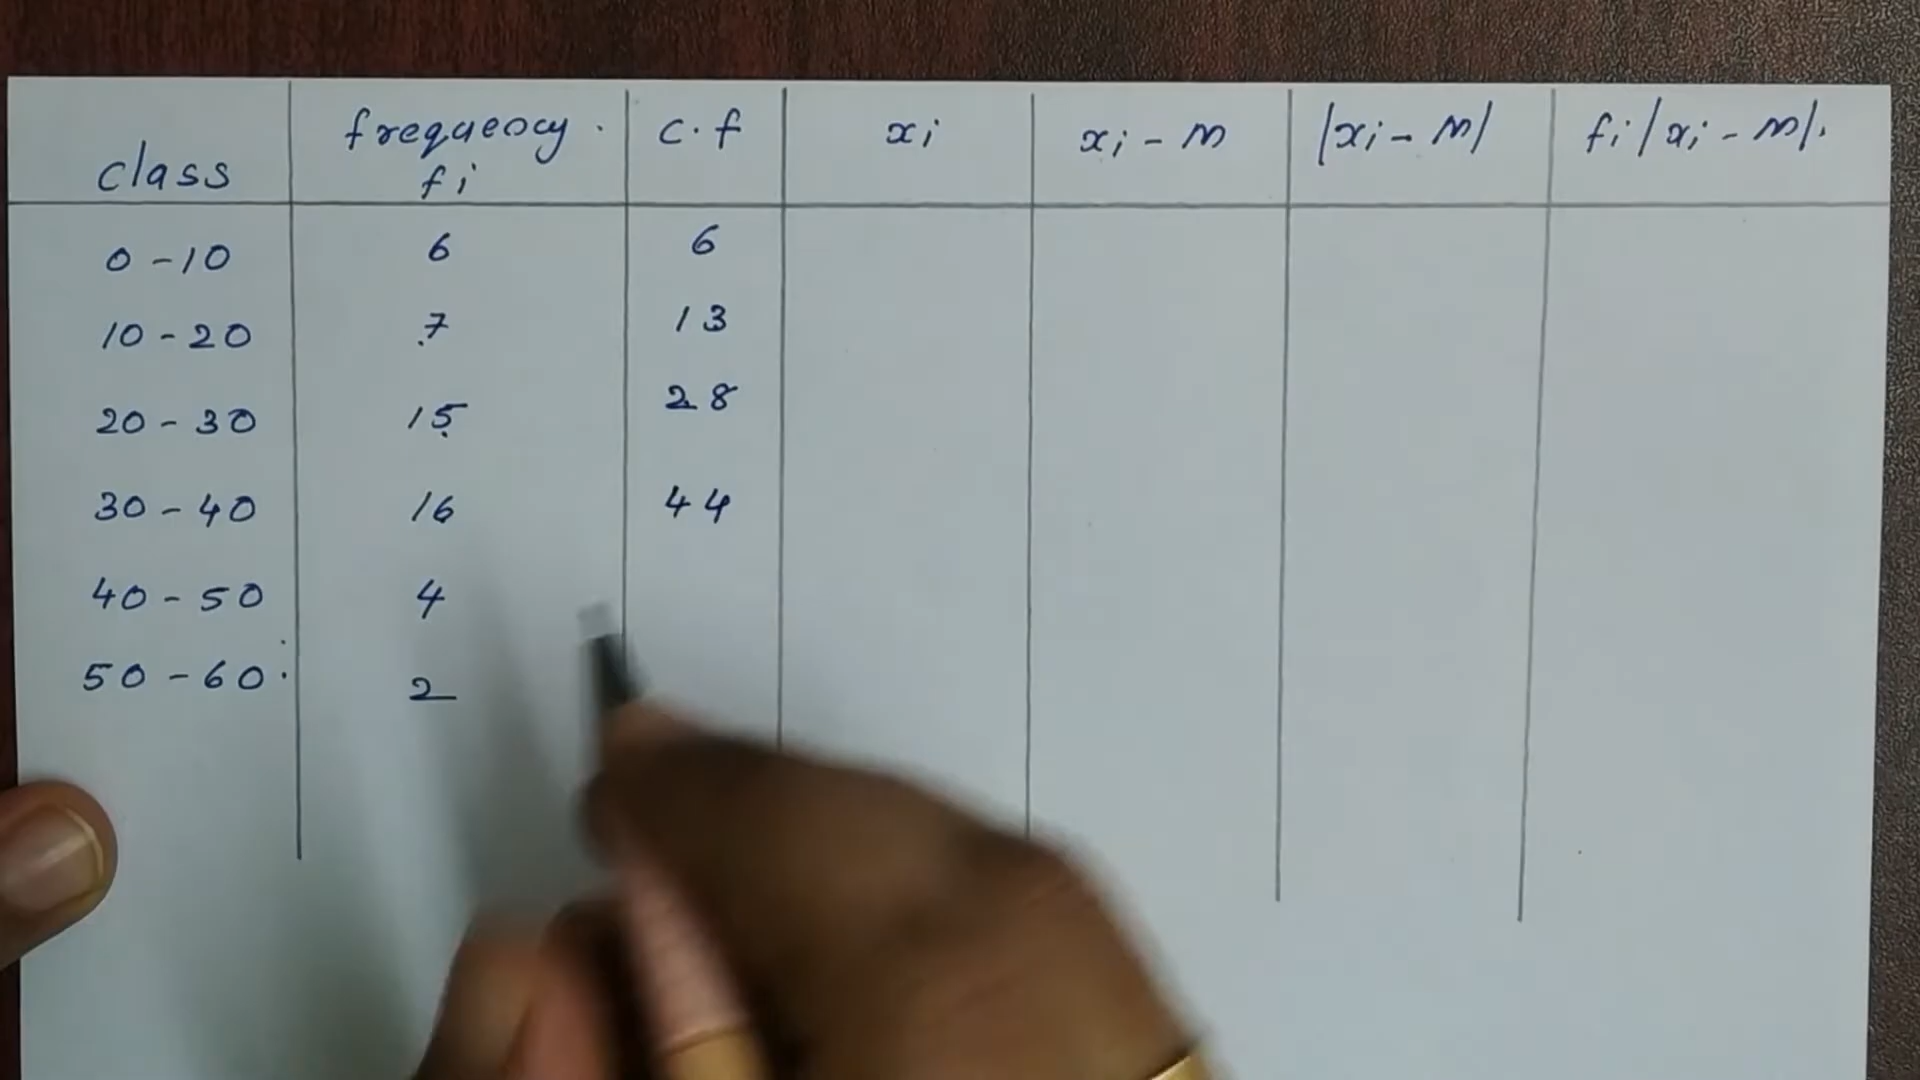 class frequency fi c.f xi xi - M |xi - M| fi |xi - M|.
0 - 10 6 6
10 - 20 7 13
20 - 30 15 28
30 - 40 16 44
40 - 50 4
50 - 60 2